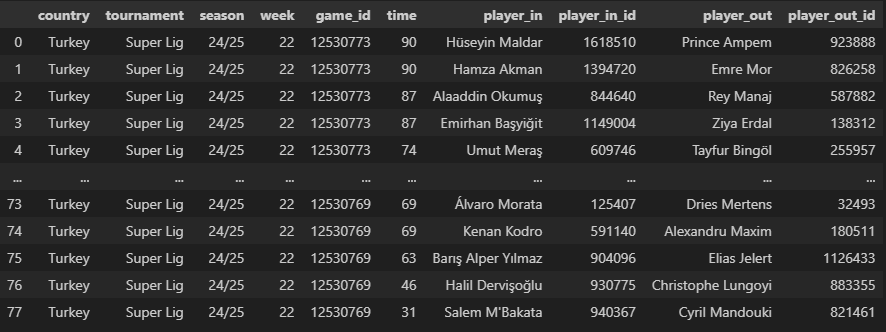 country tournament season week game_id time player_in player_in_id player_out player_out_id
0 Turkey Super Lig 24/25 22 12530773 90 Hüseyin Maldar 1618510 Prince Ampem 923888
1 Turkey Super Lig 24/25 22 12530773 90 Hamza Akman 1394720 Emre Mor 826258
2 Turkey Super Lig 24/25 22 12530773 87 Alaaddin Okumuş 844640 Rey Manaj 587882
3 Turkey Super Lig 24/25 22 12530773 87 Emirhan Başyiğit 1149004 Ziya Erdal 138312
4 Turkey Super Lig 24/25 22 12530773 74 Umut Meraş 609746 Tayfur Bingöl 255957
... ... ... ... ... ... ... ... ... ... ...
73 Turkey Super Lig 24/25 22 12530769 69 Álvaro Morata 125407 Dries Mertens 32493
74 Turkey Super Lig 24/25 22 12530769 69 Kenan Kodro 591140 Alexandru Maxim 180511
75 Turkey Super Lig 24/25 22 12530769 63 Barış Alper Yılmaz 904096 Elias Jelert 1126433
76 Turkey Super Lig 24/25 22 12530769 46 Halil Dervişoğlu 930775 Christophe Lungoyi 883355
77 Turkey Super Lig 24/25 22 12530769 31 Salem M'Bakata 940367 Cyril Mandouki 821461